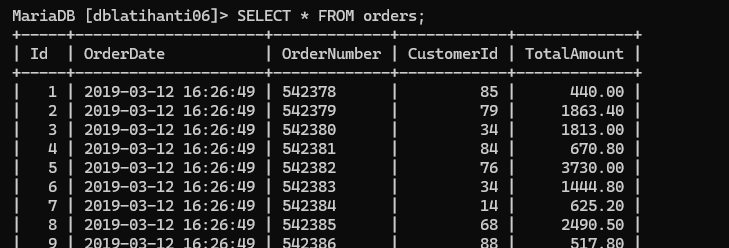 MariaDB [dblatihanti06]> SELECT * FROM orders;
+----+---------------------+-------------+------------+-------------+
| Id | OrderDate | OrderNumber | CustomerId | TotalAmount |
+----+---------------------+-------------+------------+-------------+
| 1 | 2019-03-12 16:26:49 | 542378 | 85 | 440.00 |
| 2 | 2019-03-12 16:26:49 | 542379 | 79 | 1863.40 |
| 3 | 2019-03-12 16:26:49 | 542380 | 34 | 1813.00 |
| 4 | 2019-03-12 16:26:49 | 542381 | 84 | 670.80 |
| 5 | 2019-03-12 16:26:49 | 542382 | 76 | 3730.00 |
| 6 | 2019-03-12 16:26:49 | 542383 | 34 | 1444.80 |
| 7 | 2019-03-12 16:26:49 | 542384 | 14 | 625.20 |
| 8 | 2019-03-12 16:26:49 | 542385 | 68 | 2490.50 |
| 9 | 2019-03-12 16:26:49 | 542386 | 88 | 517.80 |